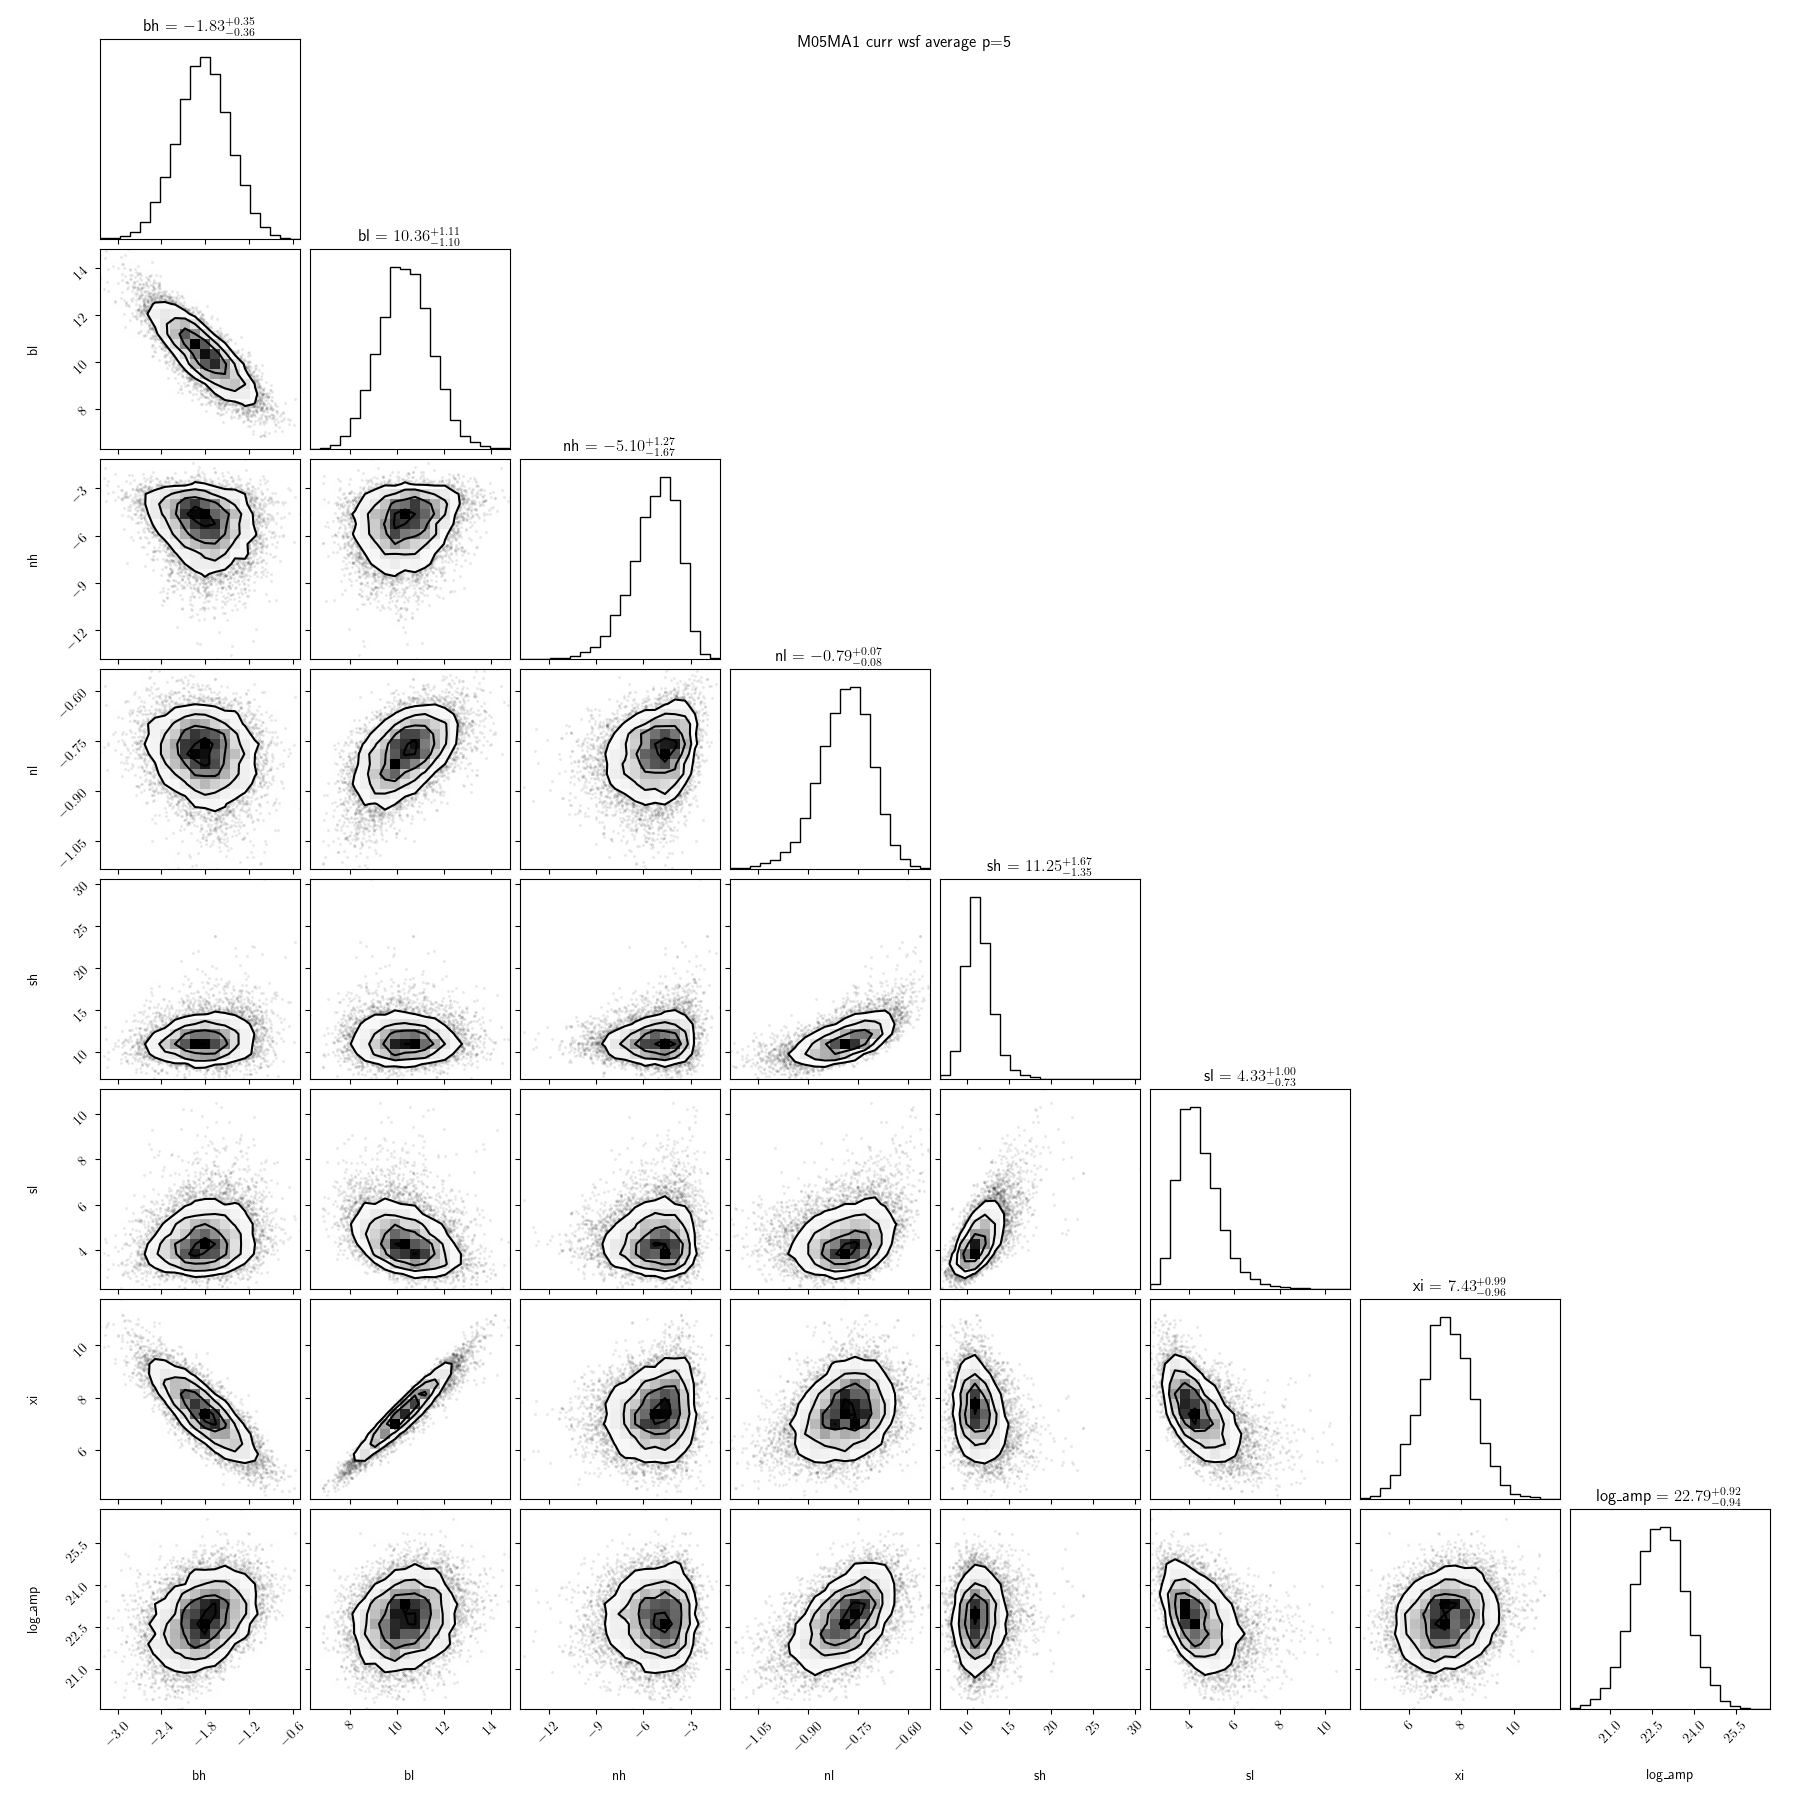 M05MA1 curr wsf average p=5
bh = −1.83+0.35−0.36
bl = 10.36+1.11−1.10
14
12
10
8
bl
nh = −5.10+1.27−1.67
−3
−6
−9
−12
nh
nl = −0.79+0.07−0.08
−0.60
−0.75
−0.90
−1.05
nl
sh = 11.25+1.67−1.35
30
25
20
15
10
sh
sl = 4.33+1.00−0.73
10
8
6
4
sl
xi = 7.43+0.99−0.96
10
8
6
xi
log_amp = 22.79+0.92−0.94
25.5
24.0
22.5
21.0
log_amp
−3.0 −2.4 −1.8 −1.2 −0.6 8 10 12 14 −12 −9 −6 −3 −1.05 −0.90 −0.75 −0.60 10 15 20 25 30 4 6 8 10 6 8 10 21.0 22.5 24.0 25.5
bh bl nh nl sh sl xi log_amp